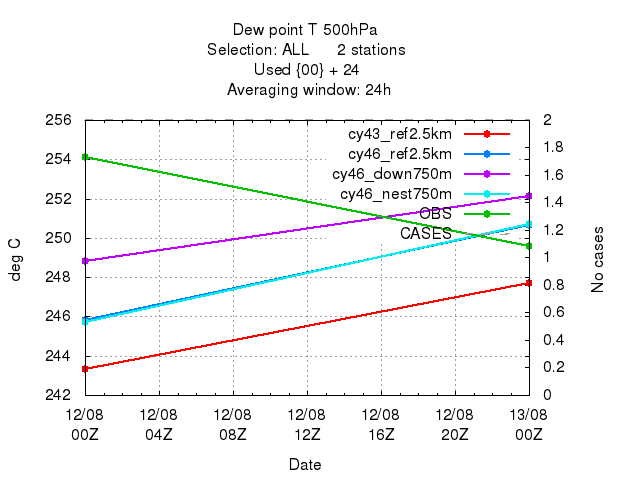 Dew point T 500hPa
Selection: ALL 2 stations
Used {00} + 24
Averaging window: 24h
256
254
252
250
248
246
244
242
deg C
2
1.8
1.6
1.4
1.2
1
0.8
0.6
0.4
0.2
0
No cases
cy43_ref2.5km
cy46_ref2.5km
cy46_down750m
cy46_nest750m
OBS
CASES
12/08 12/08 12/08 12/08 12/08 12/08 13/08
00Z 04Z 08Z 12Z 16Z 20Z 00Z
Date